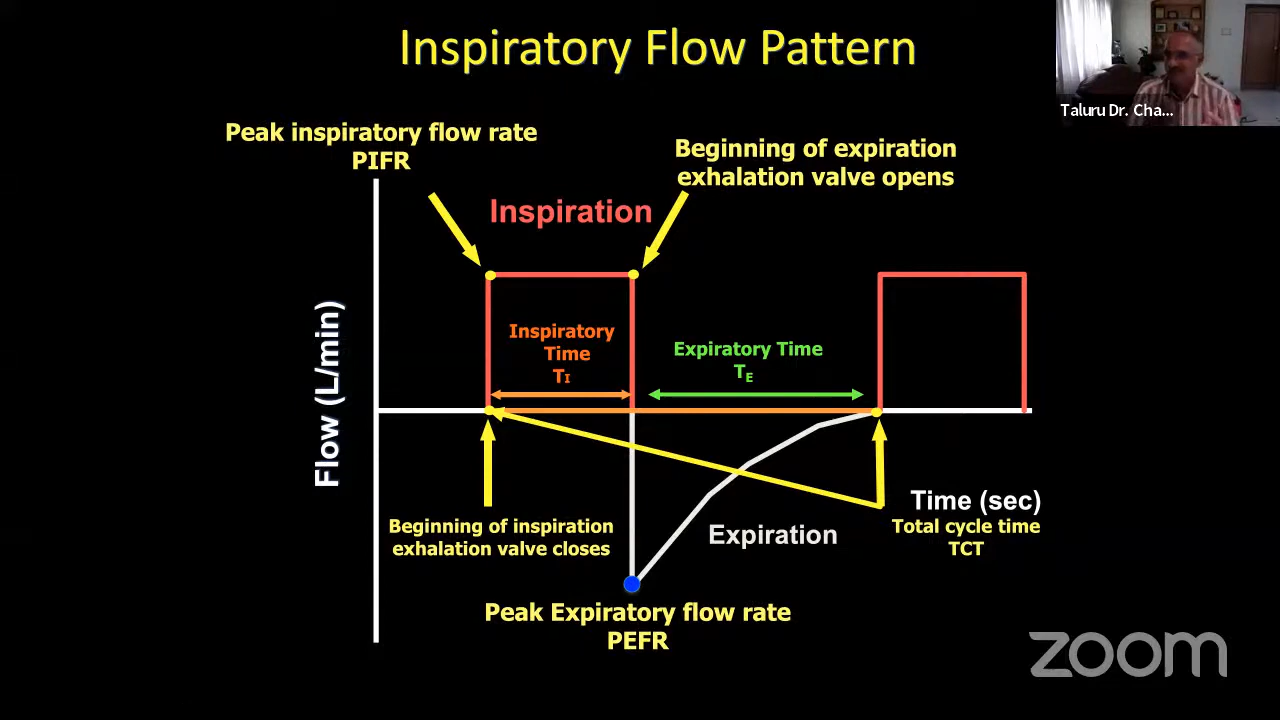 Inspiratory Flow Pattern
Taluru Dr. Cha...
Peak inspiratory flow rate
PIFR
Beginning of expiration
exhalation valve opens
Inspiration
Inspiratory
Time
TI
Expiratory Time
TE
Flow (L/min)
Beginning of inspiration
exhalation valve closes
Expiration
Time (sec)
Total cycle time
TCT
Peak Expiratory flow rate
PEFR
zoom